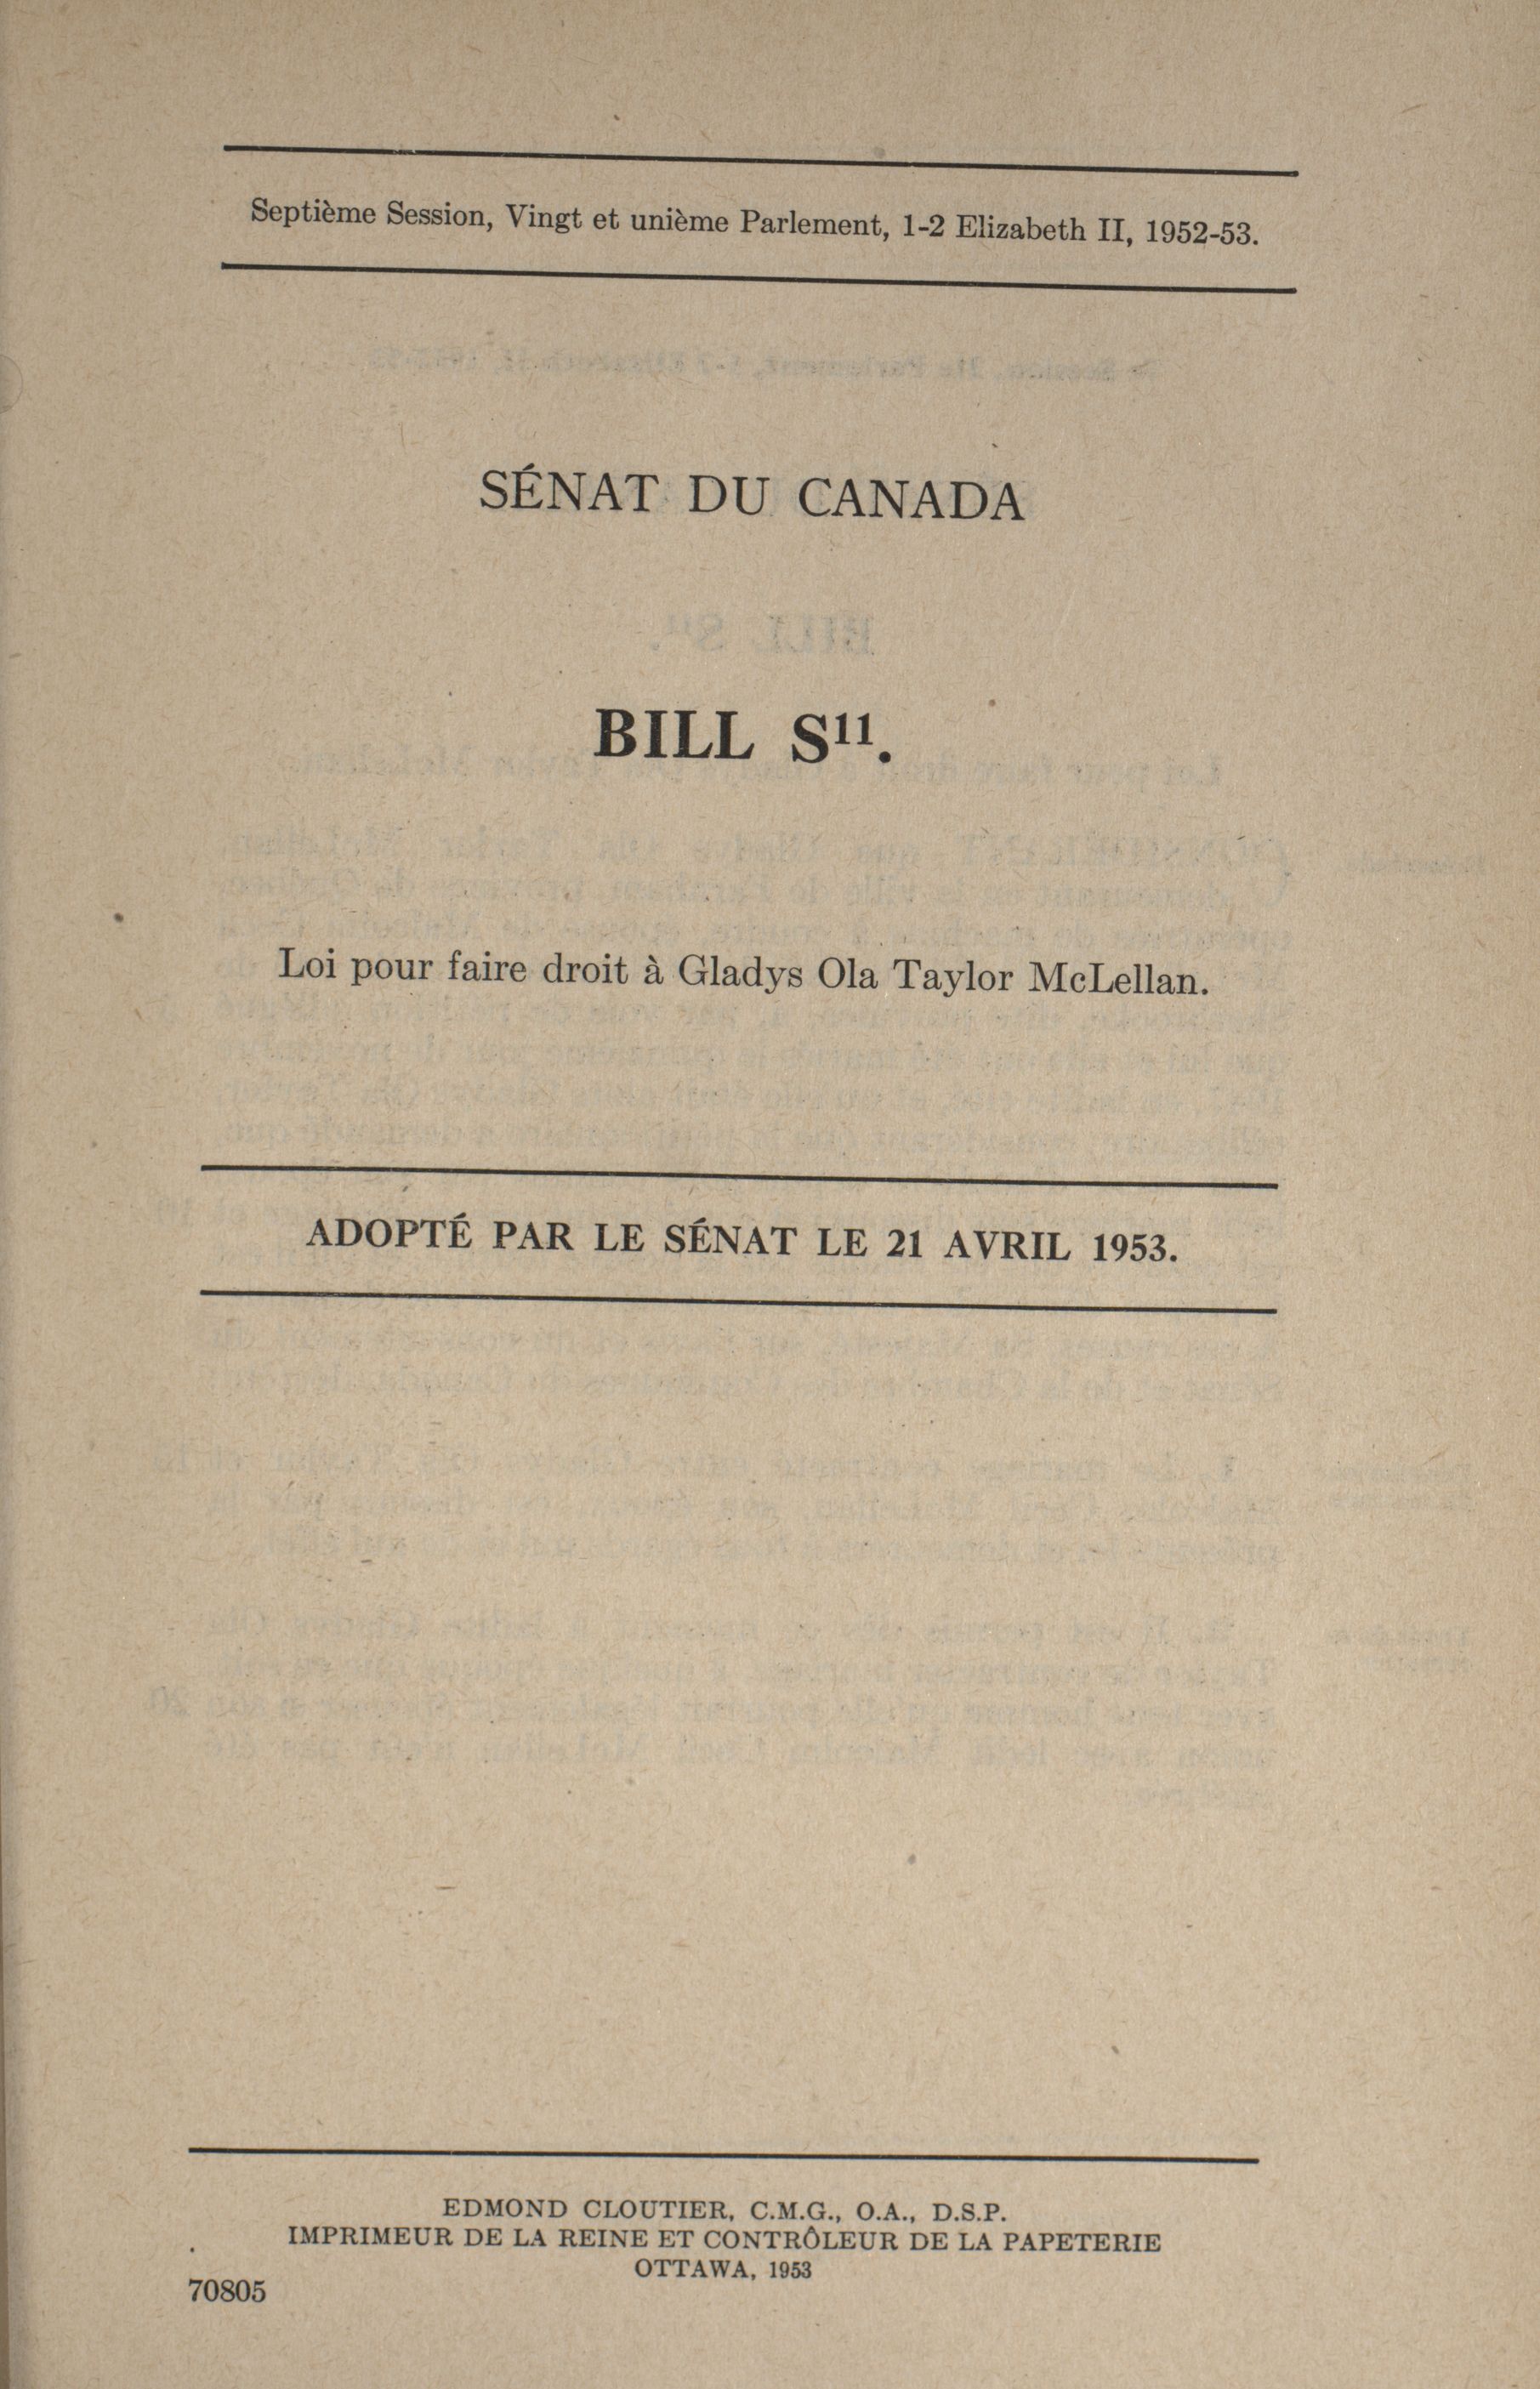 Septième Session, Vingt et unième Parlement, 1-2 Elizabeth II, 1952-53.
SÉNAT DU CANADA
BILL S¹¹.
Loi pour faire droit à Gladys Ola Taylor McLellan.
ADOPTÉ PAR LE SÉNAT LE 21 AVRIL 1953.
EDMOND CLOUTIER, C.M.G., O.A., D.S.P.
IMPRIMEUR DE LA REINE ET CONTRÔLEUR DE LA PAPETERIE
OTTAWA, 1953
70805